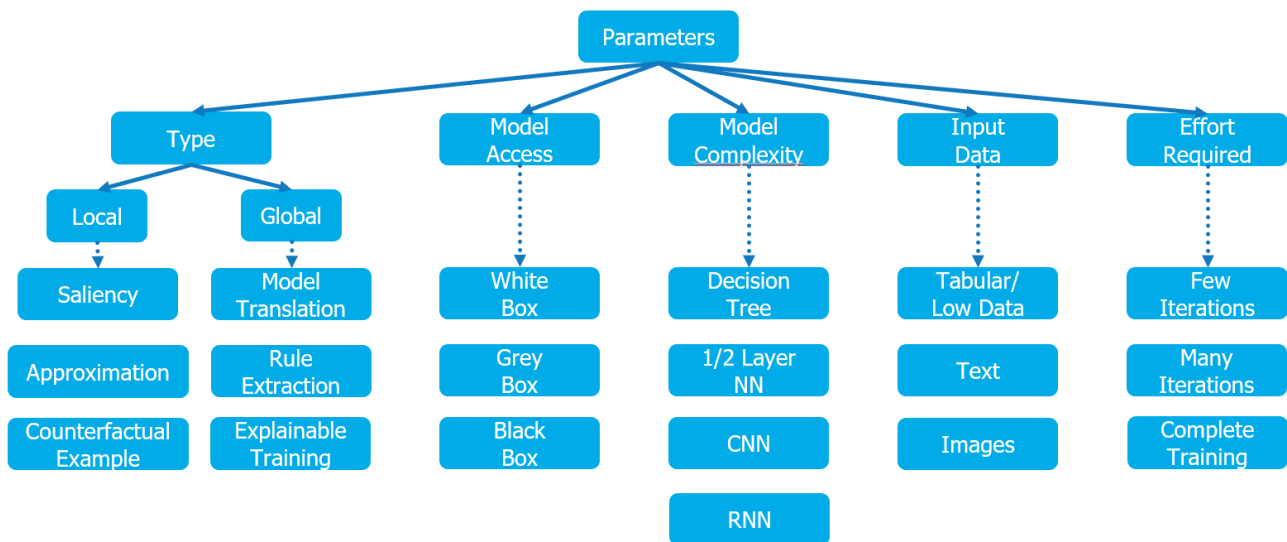 Parameters
Type
Model
Access
Model
Complexity
Input
Data
Effort
Required
Local
Global
Saliency
Model
Translation
White
Box
Decision
Tree
Tabular/
Low Data
Few
Iterations
Approximation
Rule
Extraction
Grey
Box
1/2 Layer
NN
Text
Many
Iterations
Counterfactual
Example
Explainable
Training
Black
Box
CNN
Images
Complete
Training
RNN